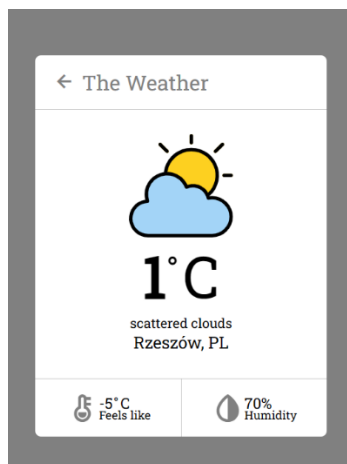 The Weather
1°C
scattered clouds
Rzeszów, PL
-5°C
Feels like
70%
Humidity